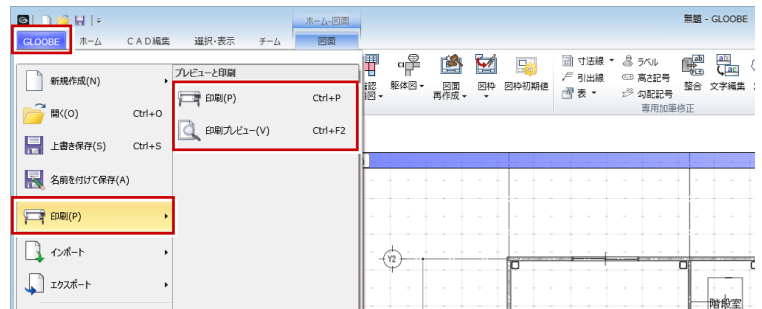 ホーム-図面
無題 - GLOOBE
GLOOBE ホーム CAD編集 選択・表示 チーム 図面
新規作成(N)
開く(O) Ctrl+O
上書き保存(S) Ctrl+S
名前を付けて保存(A)
印刷(P)
インポート
エクスポート
プレビューと印刷
印刷(P) Ctrl+P
印刷プレビュー(V) Ctrl+F2
躯体図
図面
再作成
図枠
図枠初期値
寸法線
引出線
表
ラベル
高さ記号
勾配記号
整合
文字編集
専用加筆修正
Y2
階段室